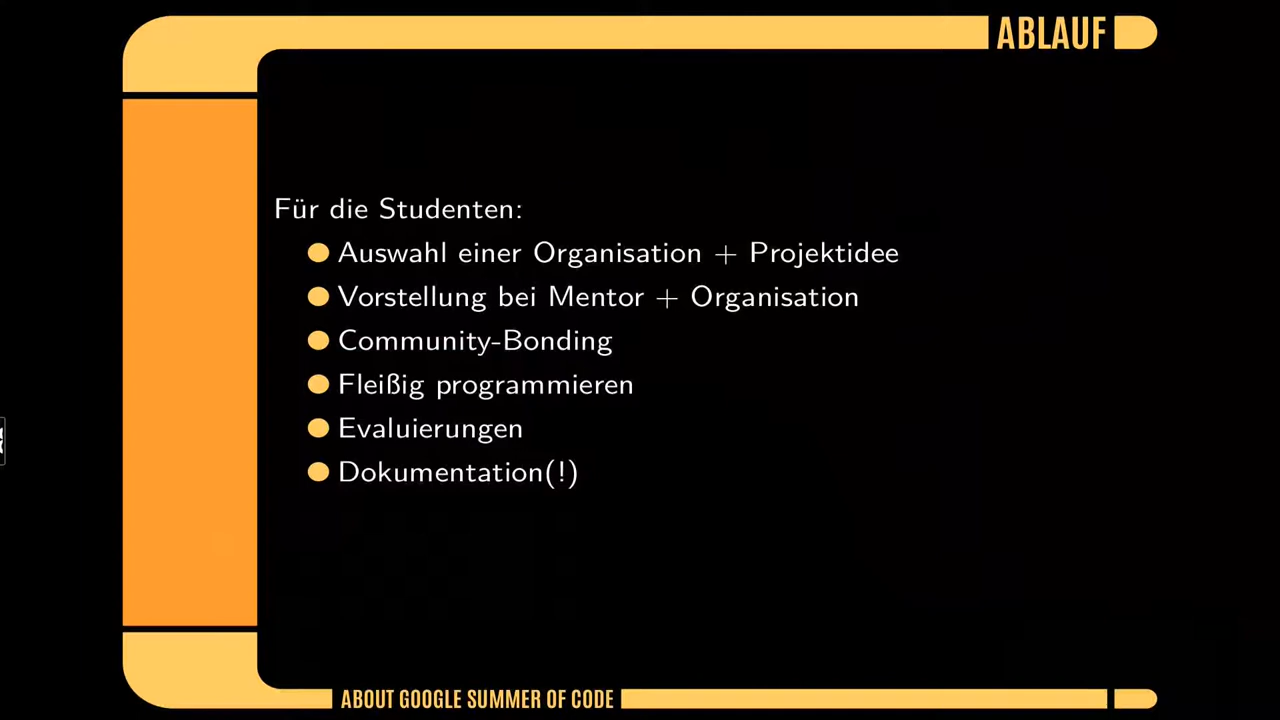 ABLAUF
Für die Studenten:
Auswahl einer Organisation + Projektidee
Vorstellung bei Mentor + Organisation
Community-Bonding
Fleißig programmieren
Evaluierungen
Dokumentation(!)
ABOUT GOOGLE SUMMER OF CODE